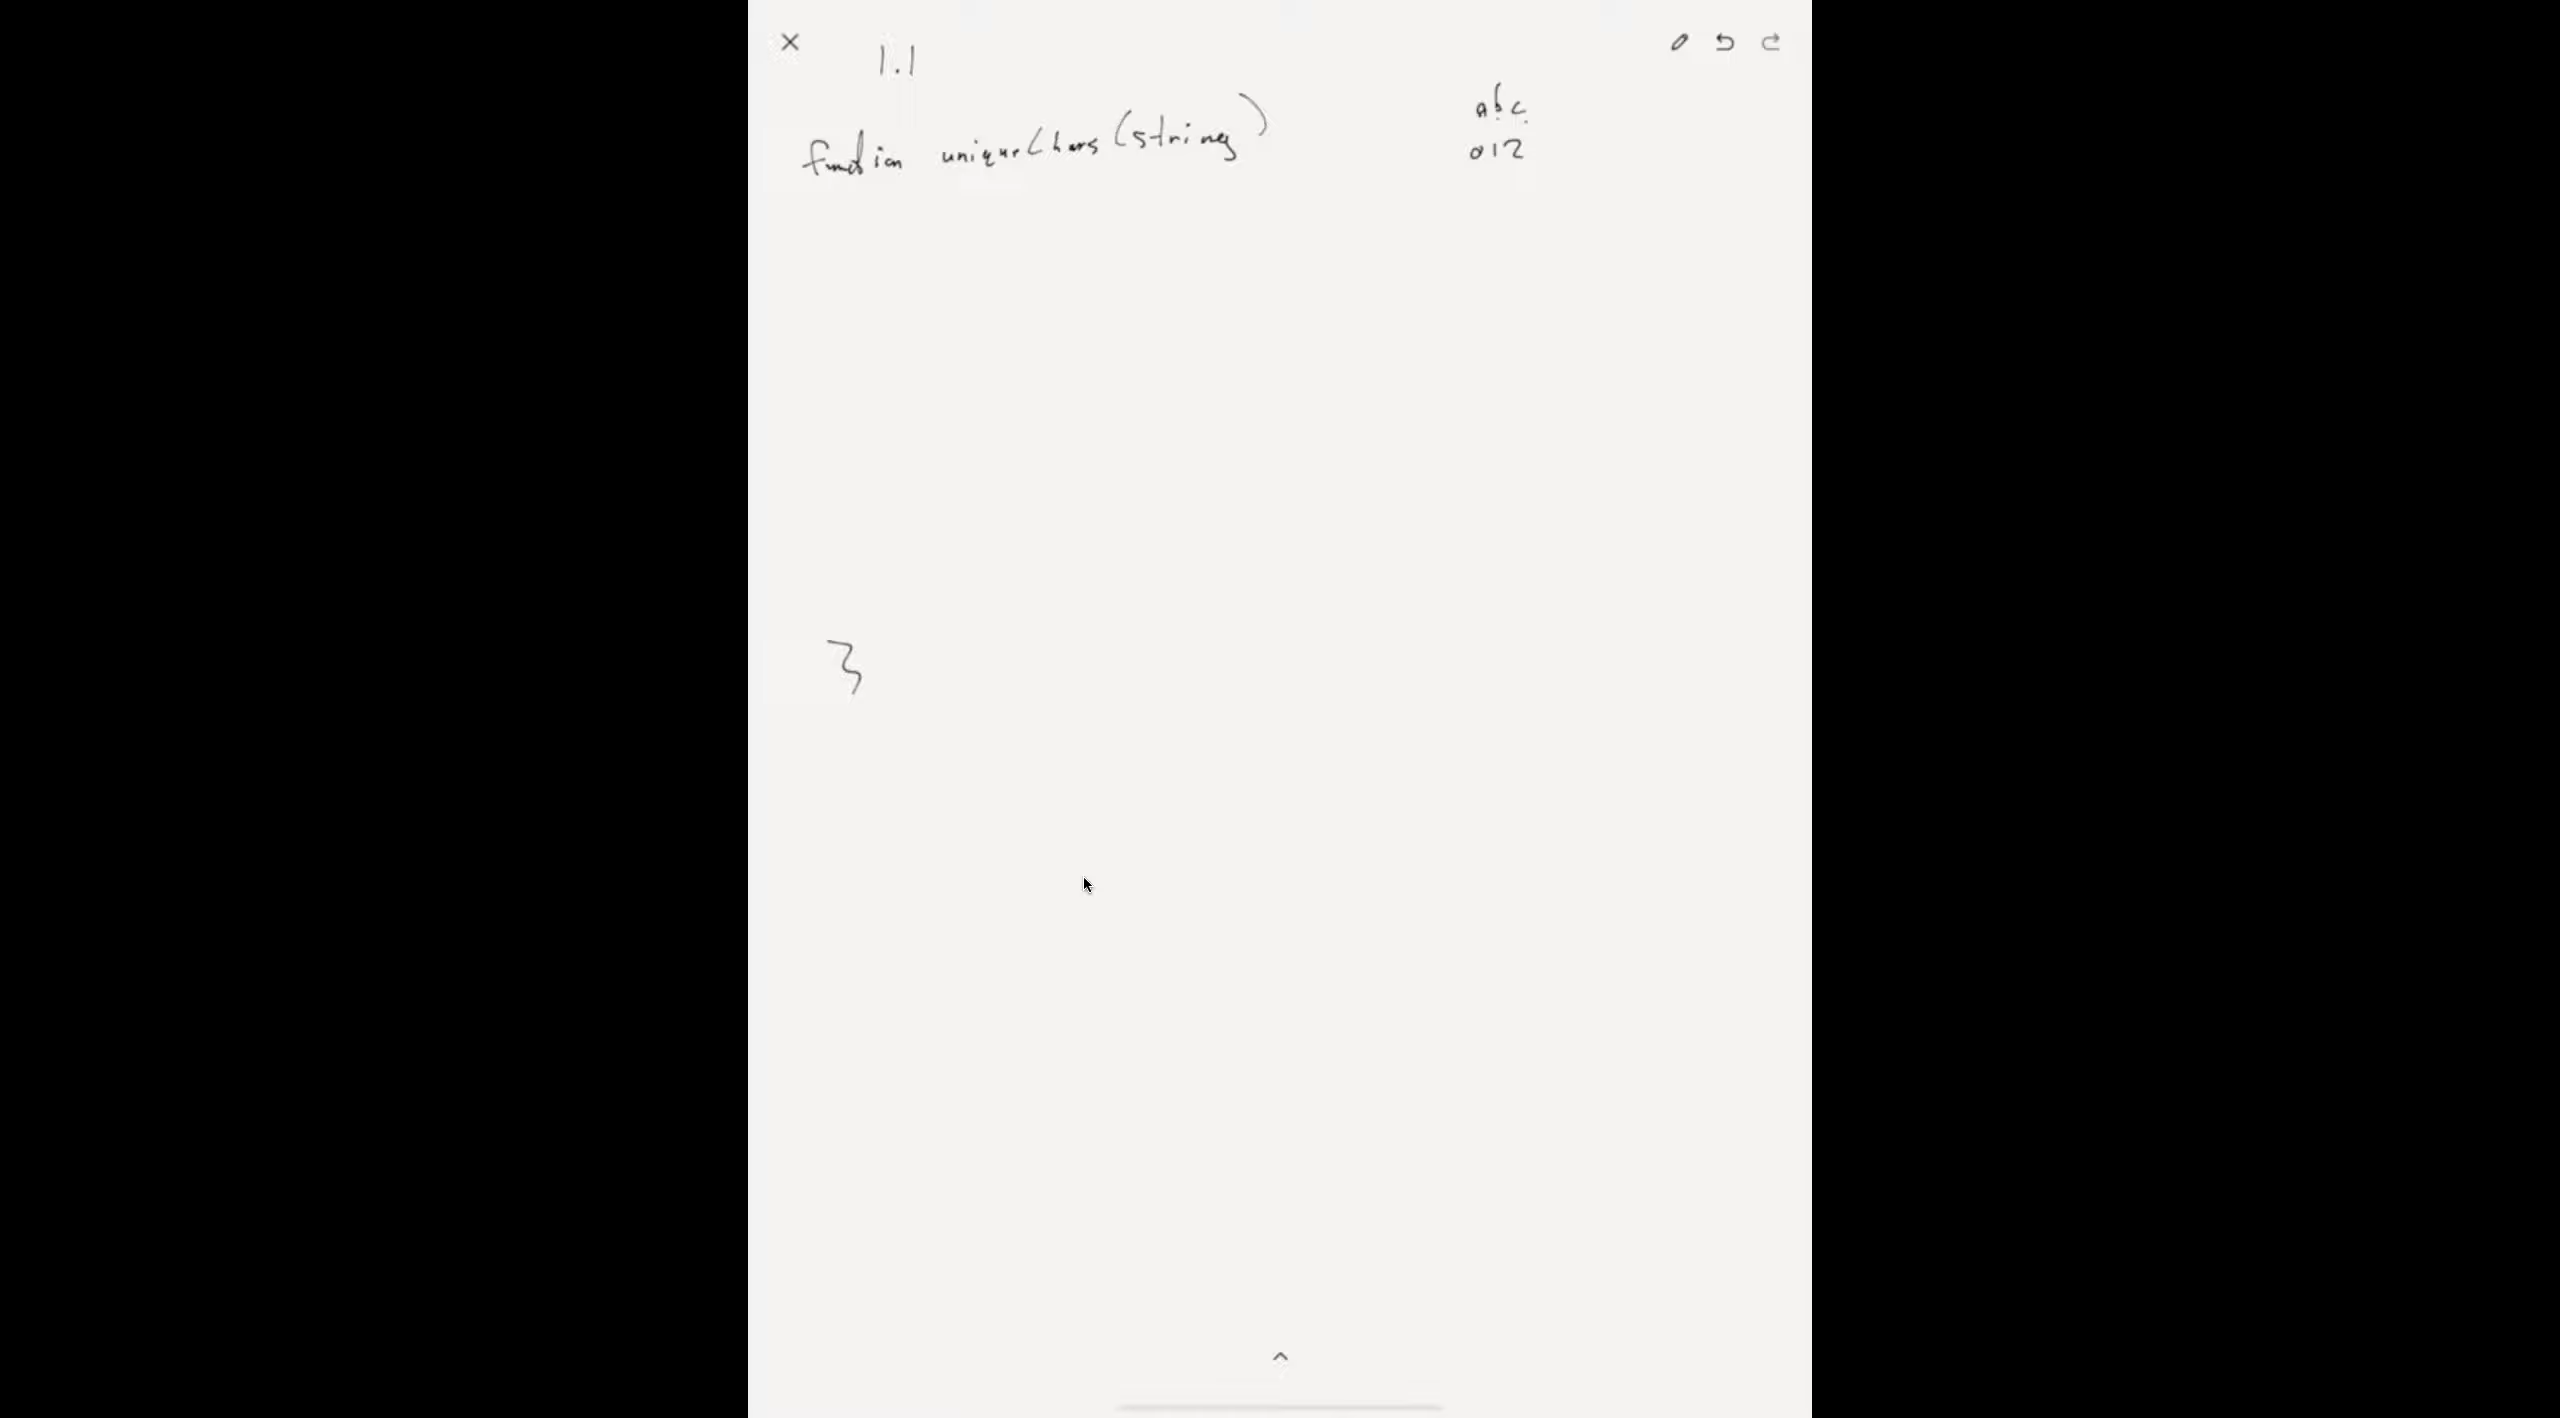 1.1
function uniqueChars(string)
abc
012
}